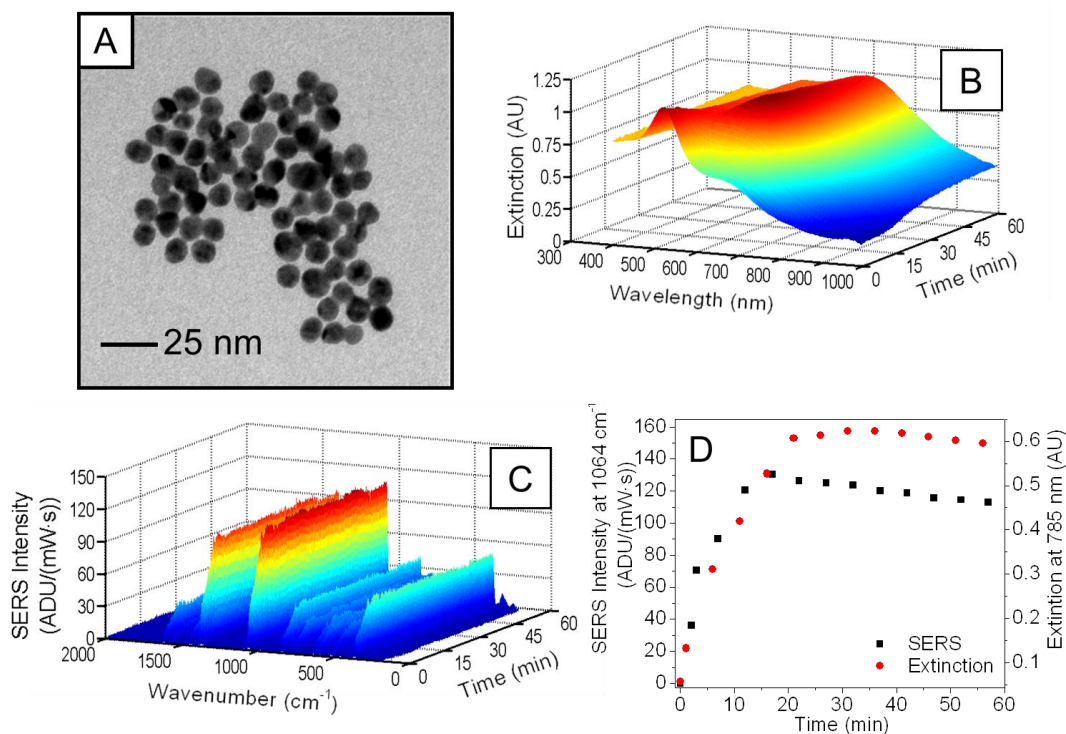 A
25 nm
B
Extinction (AU)
1.25
1
0.75
0.5
0.25
0
300 400 500 600 700 800 900 1000
Wavelength (nm)
0 15 30 45 60
Time (min)
C
SERS Intensity
(ADU/(mW·s))
150
120
90
60
30
0
2000 1500 1000 500 0
Wavenumber (cm⁻¹)
0 15 30 45 60
Time (min)
D
SERS Intensity at 1064 cm⁻¹
(ADU/(mW·s))
160
140
120
100
80
60
40
20
0
0.6
0.5
0.4
0.3
0.2
0.1
Extintion at 785 nm (AU)
SERS
Extinction
0 10 20 30 40 50 60
Time (min)